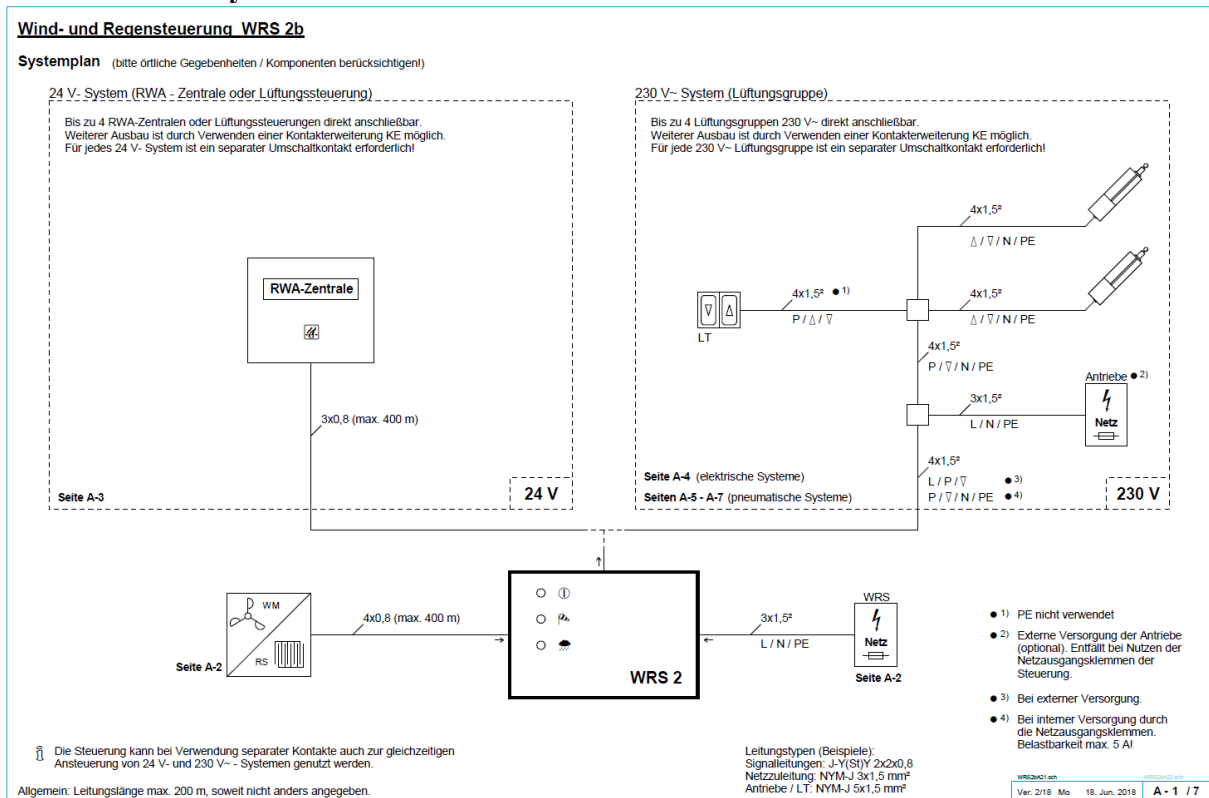 Wind- und Regensteuerung WRS 2b
Systemplan (bitte örtliche Gegebenheiten / Komponenten berücksichtigen!)
24 V- System (RWA - Zentrale oder Lüftungssteuerung)
Bis zu 4 RWA-Zentralen oder Lüftungssteuerungen direkt anschließbar.
Weiterer Ausbau ist durch Verwenden einer Kontakterweiterung KE möglich.
Für jedes 24 V- System ist ein separater Umschaltkontakt erforderlich!
RWA-Zentrale
3x0,8 (max. 400 m)
Seite A-3
24 V
230 V~ System (Lüftungsgruppe)
Bis zu 4 Lüftungsgruppen 230 V~ direkt anschließbar.
Weiterer Ausbau ist durch Verwenden einer Kontakterweiterung KE möglich.
Für jede 230 V~ Lüftungsgruppe ist ein separater Umschaltkontakt erforderlich!
4x1,5²
△ / ▽ / N / PE
4x1,5² ● 1)
P / △ / ▽
LT
4x1,5²
△ / ▽ / N / PE
4x1,5²
P / ▽ / N / PE
Antriebe ● 2)
Netz
3x1,5²
L / N / PE
4x1,5²
L / P / ▽ ● 3)
P / ▽ / N / PE ● 4)
Seite A-4 (elektrische Systeme)
Seiten A-5 - A-7 (pneumatische Systeme)
230 V
WM
RS
Seite A-2
4x0,8 (max. 400 m)
WRS 2
3x1,5²
L / N / PE
WRS
Netz
Seite A-2
● 1) PE nicht verwendet
● 2) Externe Versorgung der Antriebe
(optional). Entfällt bei Nutzen der
Netzausgangsklemmen der
Steuerung.
● 3) Bei externer Versorgung.
● 4) Bei interner Versorgung durch
die Netzausgangsklemmen.
Belastbarkeit max. 5 A!
Die Steuerung kann bei Verwendung separater Kontakte auch zur gleichzeitigen
Ansteuerung von 24 V- und 230 V~ - Systemen genutzt werden.
Allgemein: Leitungslänge max. 200 m, soweit nicht anders angegeben.
Leitungstypen (Beispiele):
Signalleitungen: J-Y(St)Y 2x2x0,8
Netzzuleitung: NYM-J 3x1,5 mm²
Antriebe / LT: NYM-J 5x1,5 mm²
WRS2bA21.sch
WRS2bA22.sch
Ver. 2/18 Mo 18. Jun. 2018
A - 1 / 7